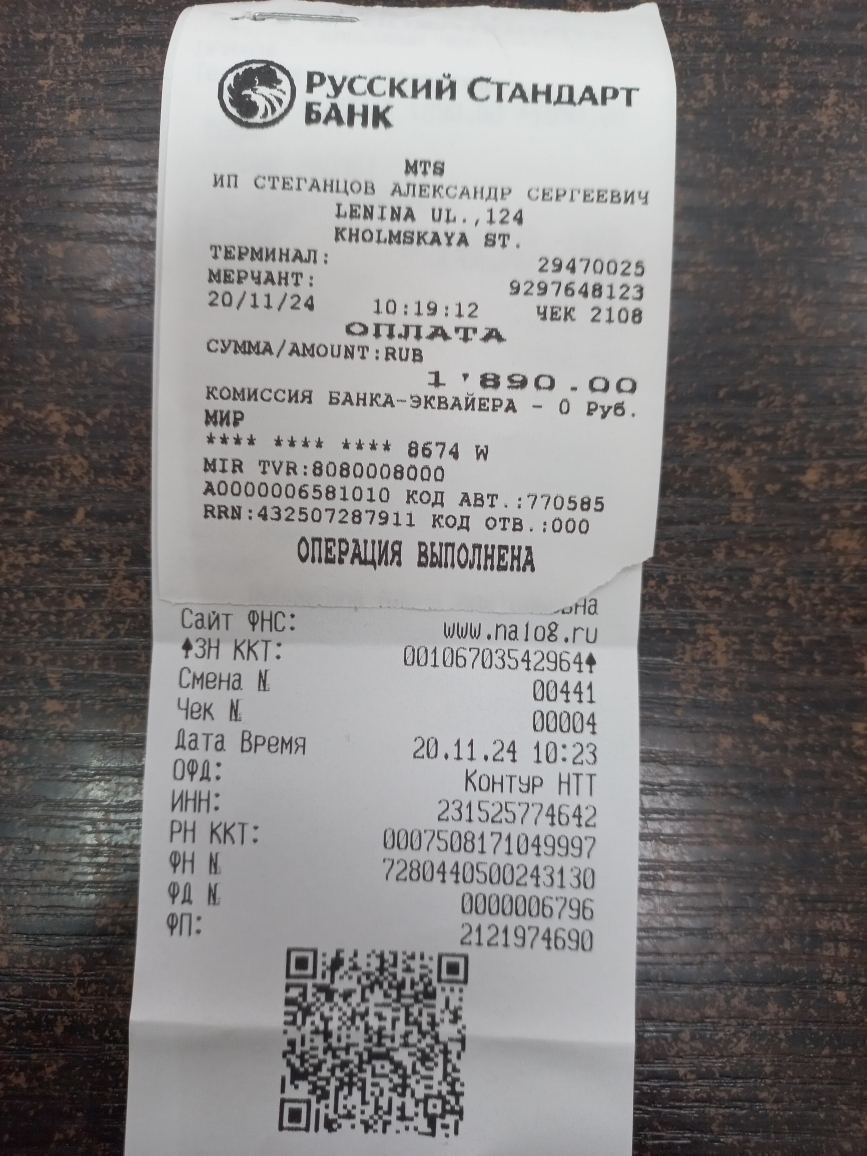 РУССКИЙ СТАНДАРТ
БАНК
MTS
ИП СТЕГАНЦОВ АЛЕКСАНДР СЕРГЕЕВИЧ
LENINA UL.,124
KHOLMSKAYA ST.
ТЕРМИНАЛ: 29470025
МЕРЧАНТ: 9297648123
20/11/24 10:19:12 ЧЕК 2108
ОПЛАТА
СУММА/AMOUNT:RUB
1'890.00
КОМИССИЯ БАНКА-ЭКВАЙЕРА - 0 Руб.
МИР
**** **** **** 8674 W
MIR TVR:8080008000
A0000006581010 КОД АВТ.:770585
RRN:432507287911 КОД ОТВ.:000
ОПЕРАЦИЯ ВЫПОЛНЕНА
Сайт ФНС: www.nalog.ru
ЗН ККТ: 00106703542964
Смена № 00441
Чек № 00004
Дата Время 20.11.24 10:23
ОФД: Контур НТТ
ИНН: 231525774642
РН ККТ: 0007508171049997
ФН № 7280440500243130
ФД № 0000006796
ФП: 2121974690